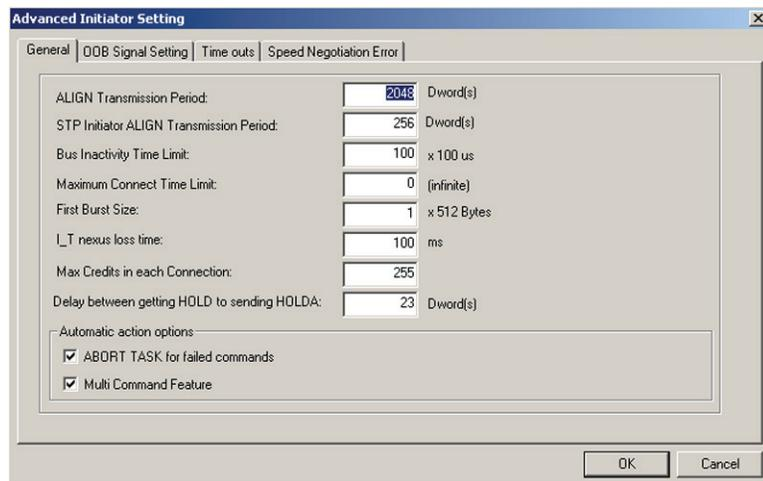 Advanced Initiator Setting
General OOB Signal Setting Time outs Speed Negotiation Error
ALIGN Transmission Period: 2048 Dword(s)
STP Initiator ALIGN Transmission Period: 256 Dword(s)
Bus Inactivity Time Limit: 100 x 100 us
Maximum Connect Time Limit: 0 (infinite)
First Burst Size: 1 x 512 Bytes
I_T nexus loss time: 100 ms
Max Credits in each Connection: 255
Delay between getting HOLD to sending HOLDA: 23 Dword(s)
Automatic action options
ABORT TASK for failed commands
Multi Command Feature
OK Cancel